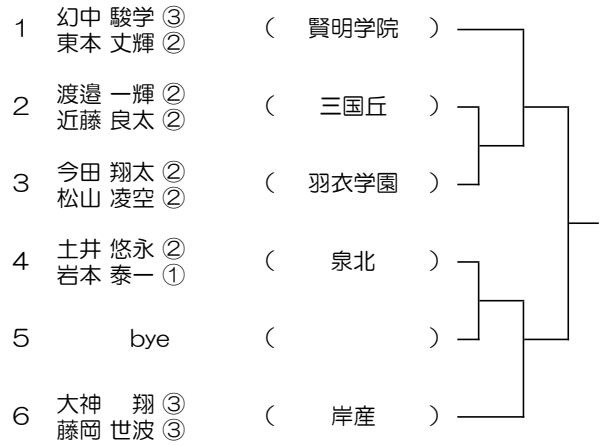 1 幻中 駿学 ③ ( 賢明学院 )
東本 丈輝 ②
2 渡邉 一輝 ② ( 三国丘 )
近藤 良太 ②
3 今田 翔太 ② ( 羽衣学園 )
松山 凌空 ②
4 土井 悠永 ② ( 泉北 )
岩本 泰一 ①
5 bye ( )
6 大神 翔 ③ ( 岸産 )
藤岡 世波 ③